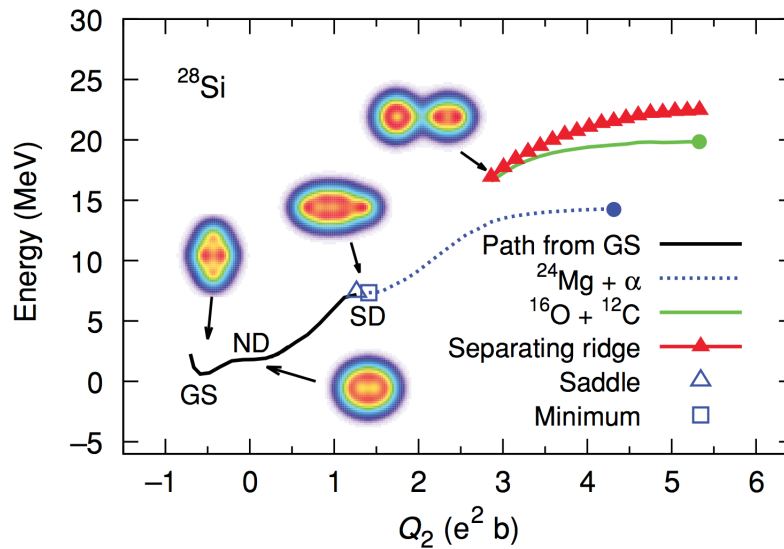 30
25
20
15
10
5
0
−5
Energy (MeV)
²⁸Si
GS
ND
SD
Path from GS
²⁴Mg + α
¹⁶O + ¹²C
Separating ridge
Saddle
Minimum
−1 0 1 2 3 4 5 6
Q₂ (e² b)